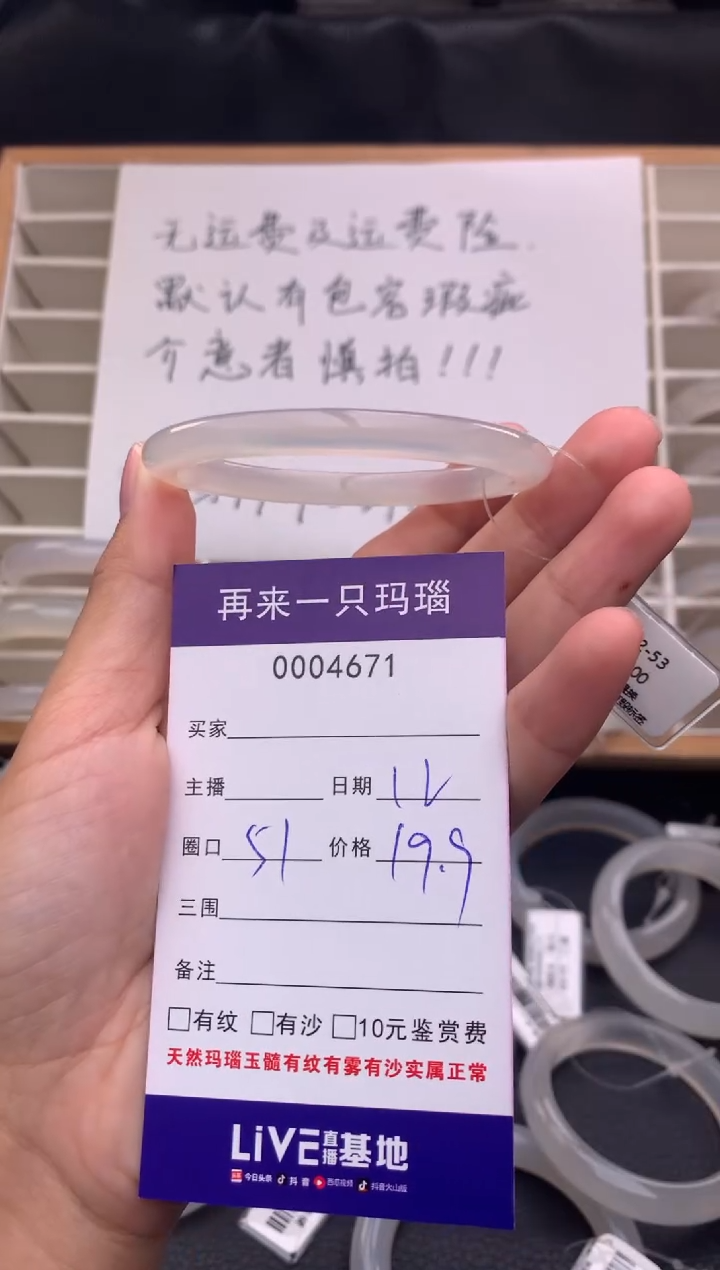 无运费及运费险.
默认有包容瑕疵
介意者慎拍!!!
再来一只玛瑙
0004671
买家
主播 日期 12
圈口 51 价格 19.9
三围
备注
□有纹 □有沙 □10元鉴赏费
天然玛瑙玉髓有纹有雾有沙实属正常
LiVE直播基地
今日头条 抖音 西瓜视频 抖音火山版
2-53
00